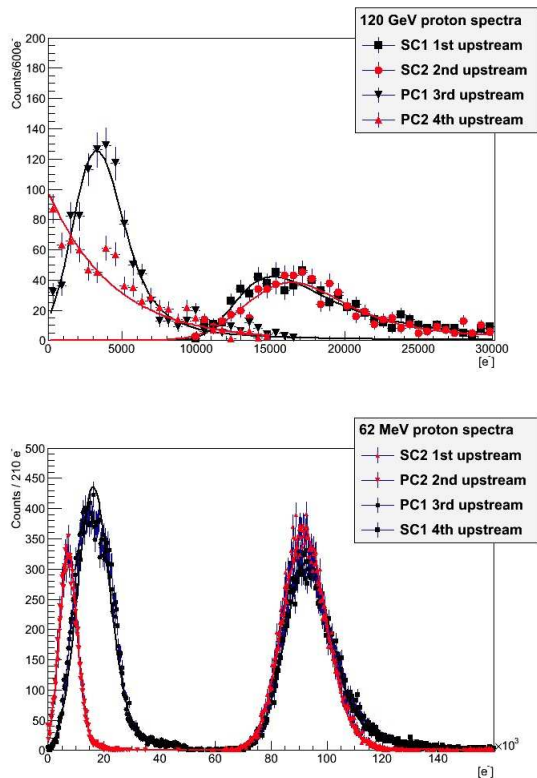 120 GeV proton spectra
SC1 1st upstream
SC2 2nd upstream
PC1 3rd upstream
PC2 4th upstream
Counts/600e⁻
200
180
160
140
120
100
80
60
40
20
0
0 5000 10000 15000 20000 25000 30000
[e⁻]
62 MeV proton spectra
SC2 1st upstream
PC2 2nd upstream
PC1 3rd upstream
SC1 4th upstream
Counts / 210 e⁻
500
450
400
350
300
250
200
150
100
50
0
×10³
0 20 40 60 80 100 120 140
[e⁻]